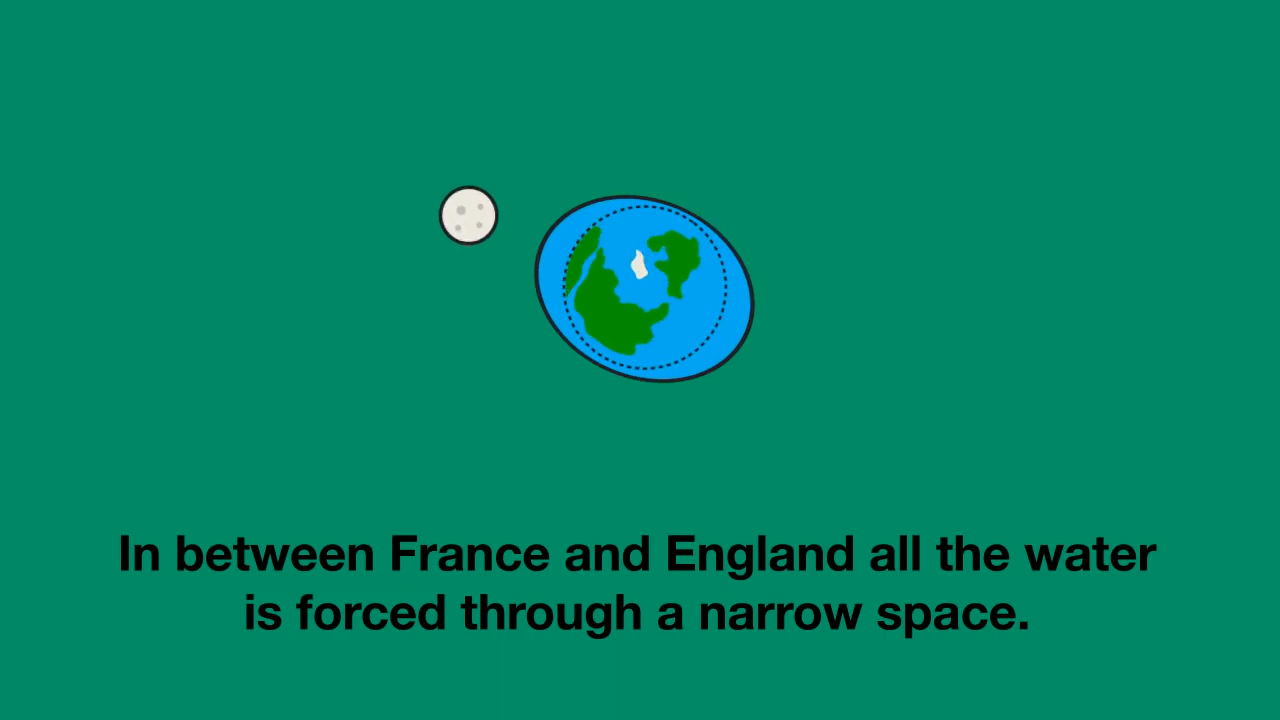 In between France and England all the water
is forced through a narrow space.